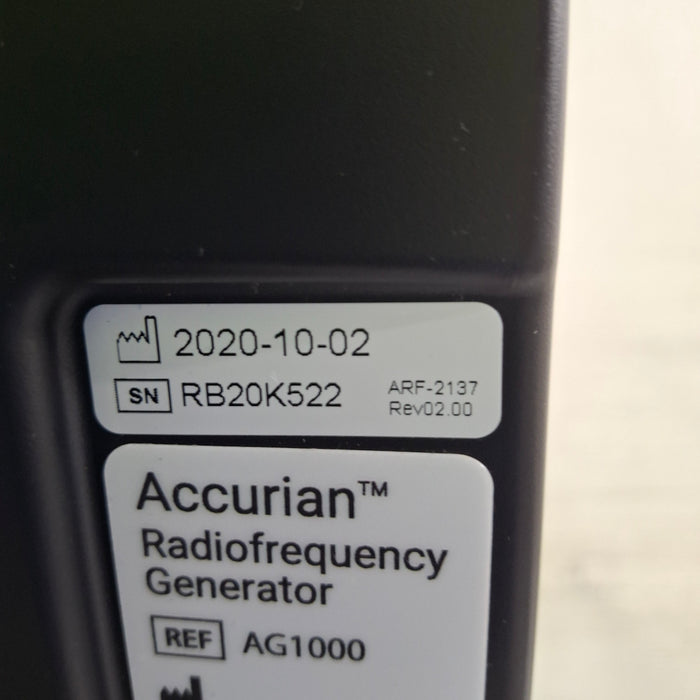 2020-10-02
SN RB20K522
ARF-2137
Rev02.00
Accurian™
Radiofrequency
Generator
REF AG1000